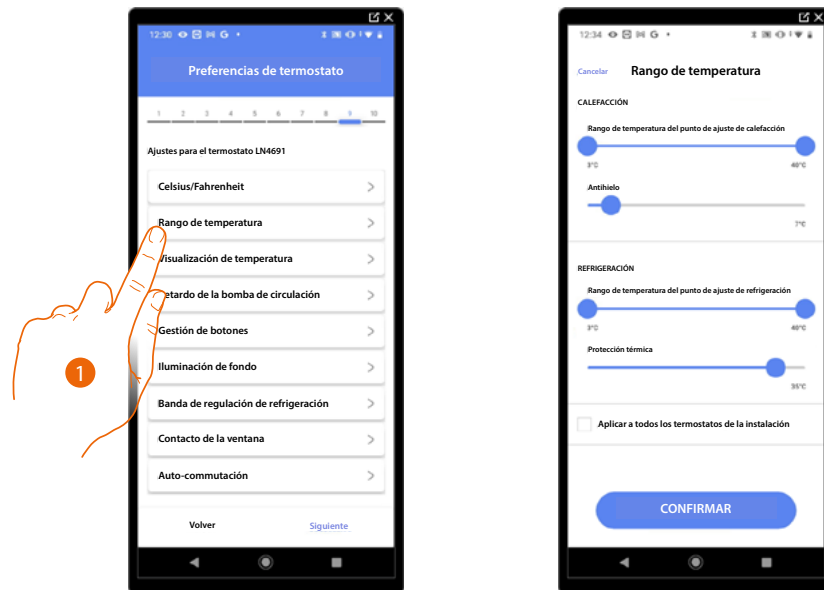 12:30 G
Preferencias de termostato
1 2 3 4 5 6 7 8 9 10
Ajustes para el termostato LN4691
Celsius/Fahrenheit
Rango de temperatura
Visualización de temperatura
etardo de la bomba de circulación
Gestión de botones
Iluminación de fondo
Banda de regulación de refrigeración
Contacto de la ventana
Auto-commutación
Volver Siguiente
1
12:34 G
Cancelar Rango de temperatura
CALEFACCIÓN
Rango de temperatura del punto de ajuste de calefacción
3°C 40°C
Antihielo
7°C
REFRIGERACIÓN
Rango de temperatura del punto de ajuste de refrigeración
3°C 40°C
Protección térmica
35°C
Aplicar a todos los termostatos de la instalación
CONFIRMAR